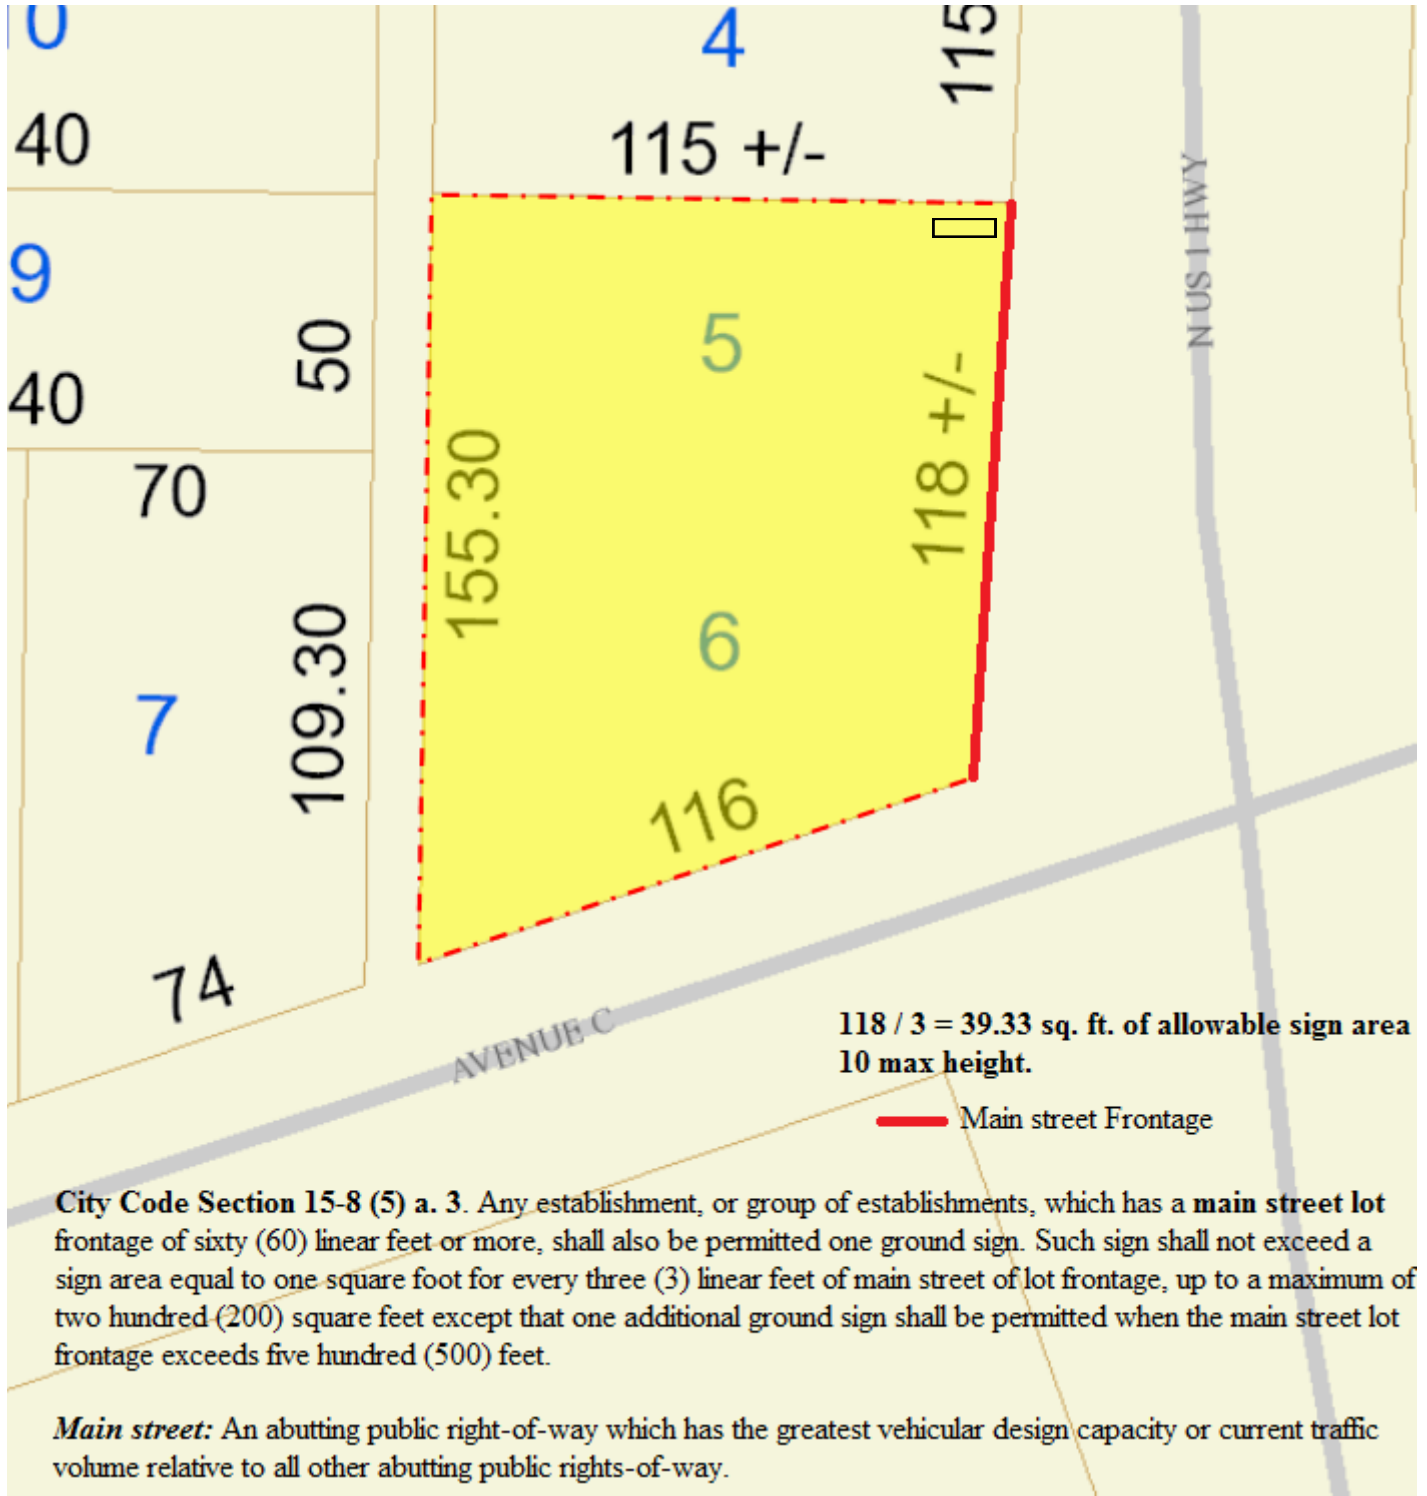 0
4
115
40
115 +/-
N US 1 HWY
9
5
50
118 +/-
40
70
155.30
109.30
6
7
116
74
AVENUE C
118 / 3 = 39.33 sq. ft. of allowable sign area
10 max height.
Main street Frontage
City Code Section 15-8 (5) a. 3. Any establishment, or group of establishments, which has a main street lot
frontage of sixty (60) linear feet or more, shall also be permitted one ground sign. Such sign shall not exceed a
sign area equal to one square foot for every three (3) linear feet of main street of lot frontage, up to a maximum of
two hundred (200) square feet except that one additional ground sign shall be permitted when the main street lot
frontage exceeds five hundred (500) feet.
Main street: An abutting public right-of-way which has the greatest vehicular design capacity or current traffic
volume relative to all other abutting public rights-of-way.